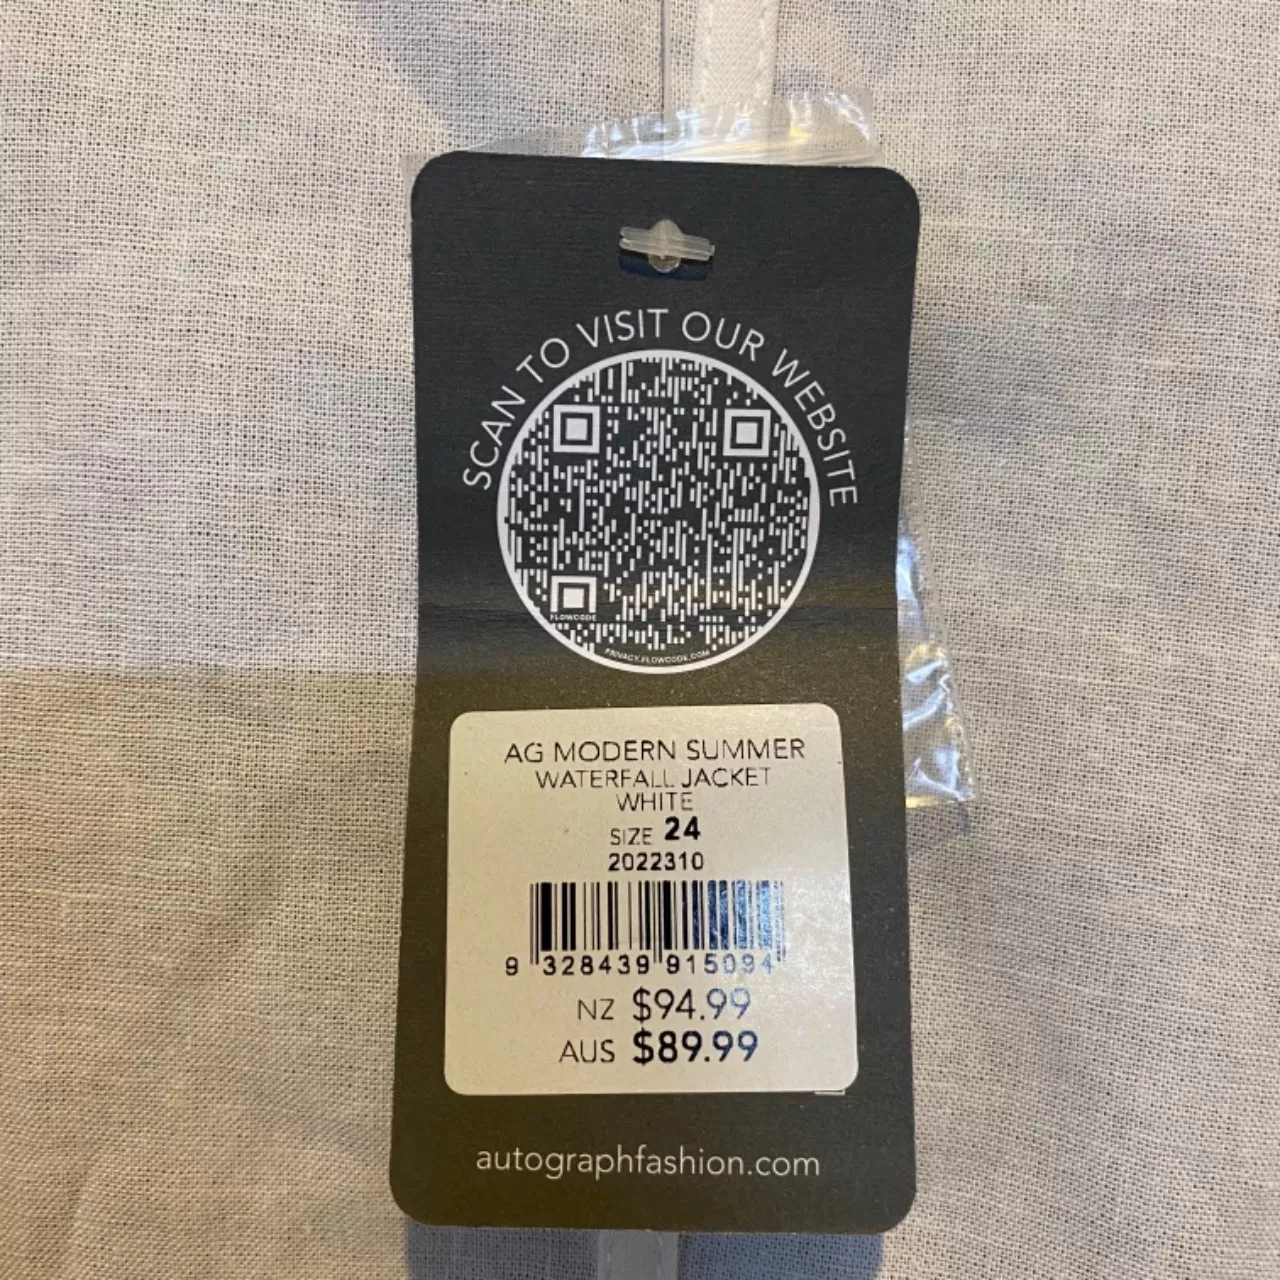 SCAN TO VISIT OUR WEBSITE
FLOWCODE
PRIVACY.FLOWCODE.COM
AG MODERN SUMMER
WATERFALL JACKET
WHITE
SIZE 24
2022310
9 328439 915094
NZ $94.99
AUS $89.99
autographfashion.com